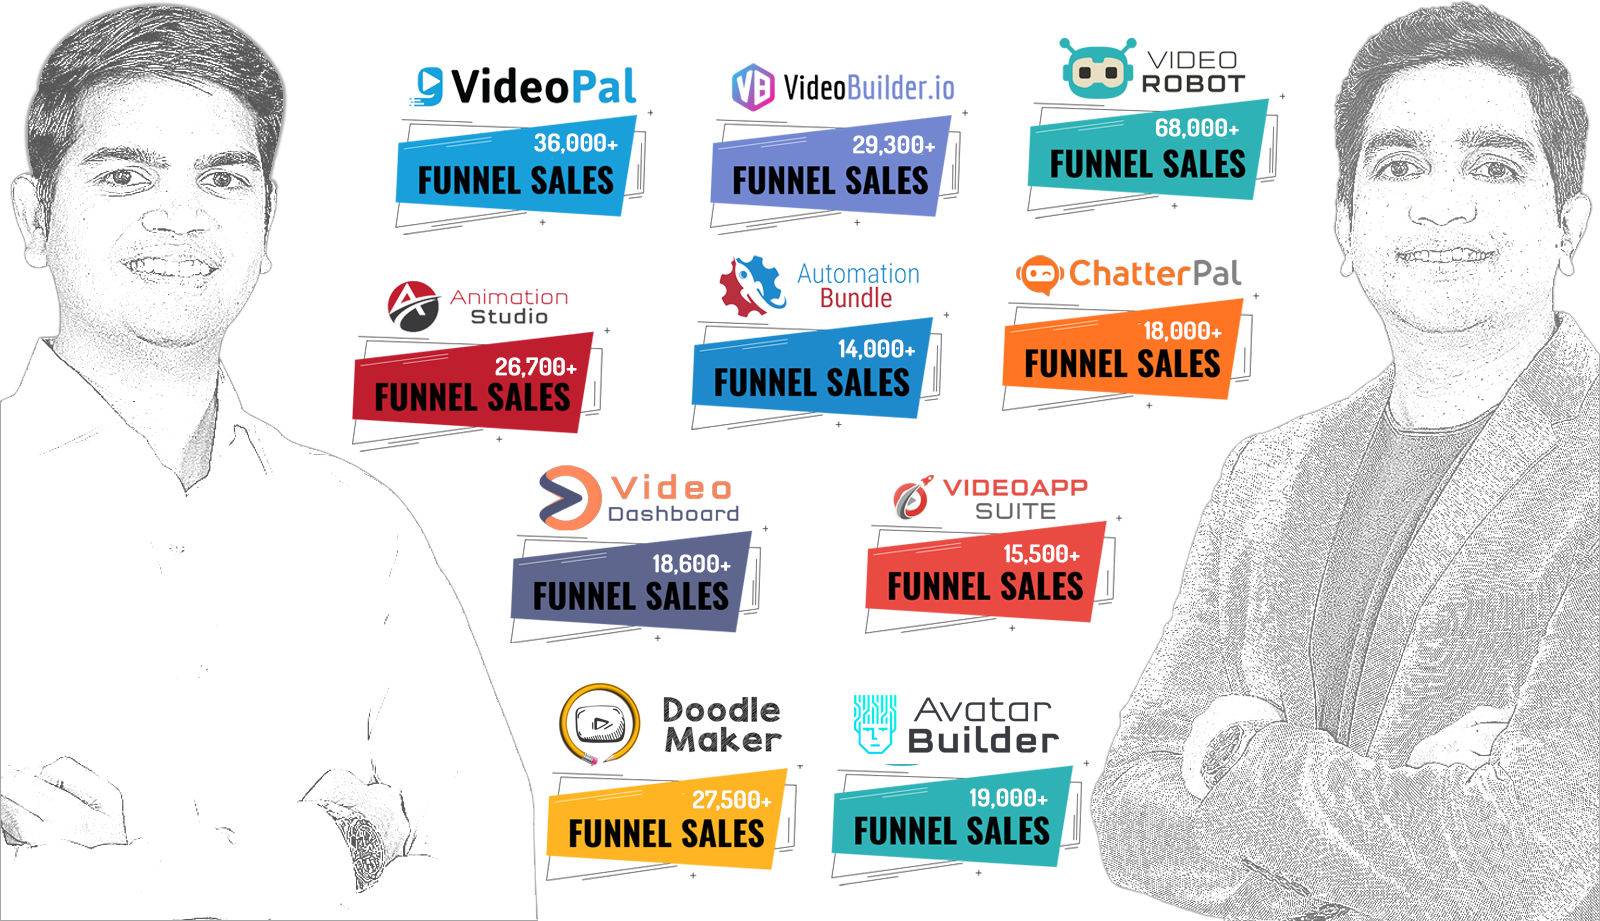 VideoPal
36,000+
FUNNEL SALES
VB
VideoBuilder.io
29,300+
FUNNEL SALES
VIDEO
ROBOT
68,000+
FUNNEL SALES
Animation
Studio
26,700+
FUNNEL SALES
Automation
Bundle
14,000+
FUNNEL SALES
ChatterPal
18,000+
FUNNEL SALES
Video
Dashboard
18,600+
FUNNEL SALES
VIDEOAPP
SUITE
15,500+
FUNNEL SALES
Doodle
Maker
27,500+
FUNNEL SALES
Avatar
Builder
19,000+
FUNNEL SALES